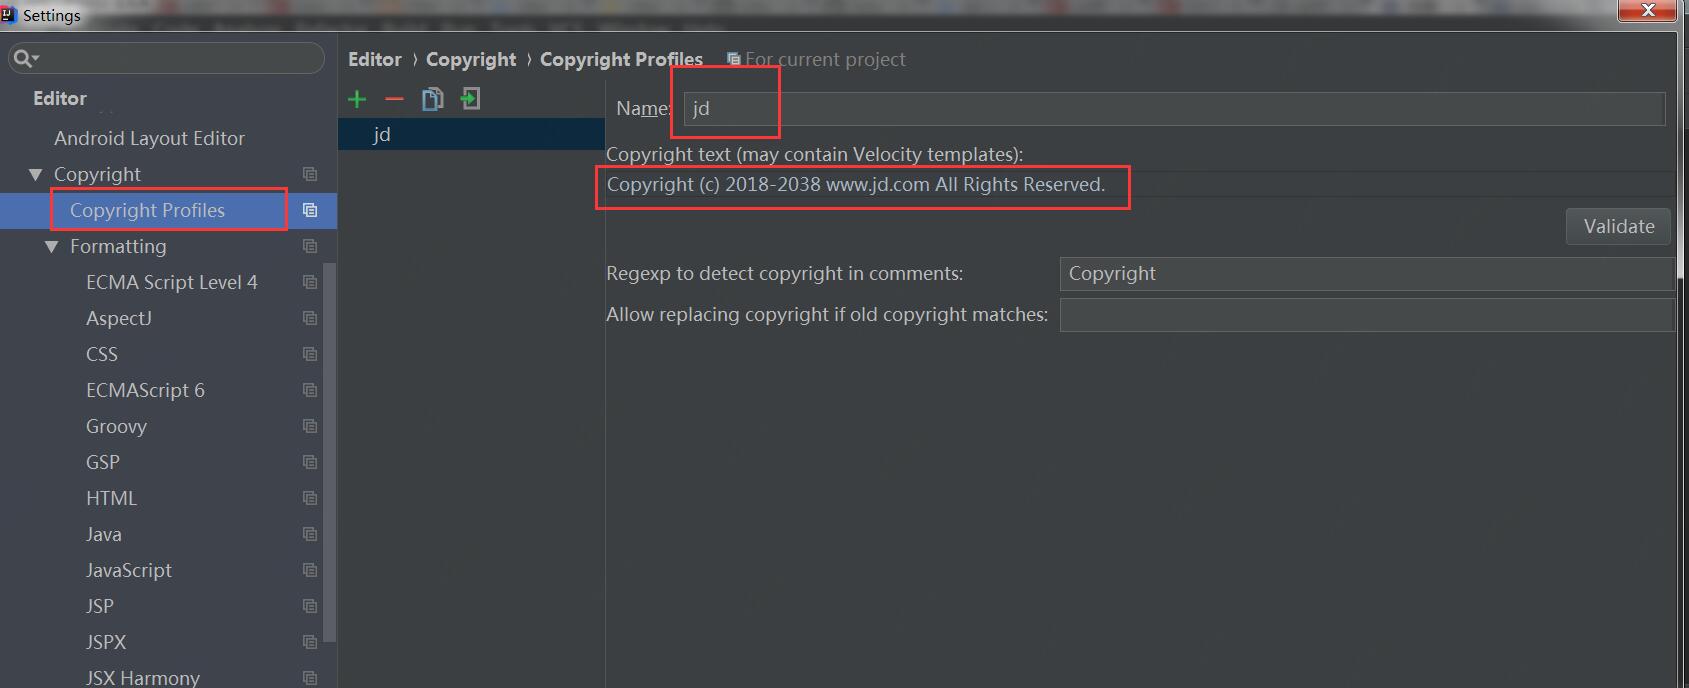 Settings
Editor › Copyright › Copyright Profiles For current project
Editor
Android Layout Editor
Copyright
Copyright Profiles
Formatting
ECMA Script Level 4
AspectJ
CSS
ECMAScript 6
Groovy
GSP
HTML
Java
JavaScript
JSP
JSPX
JSX Harmony
jd
Name: jd
Copyright text (may contain Velocity templates):
Copyright (c) 2018-2038 www.jd.com All Rights Reserved.
Validate
Regexp to detect copyright in comments: Copyright
Allow replacing copyright if old copyright matches: